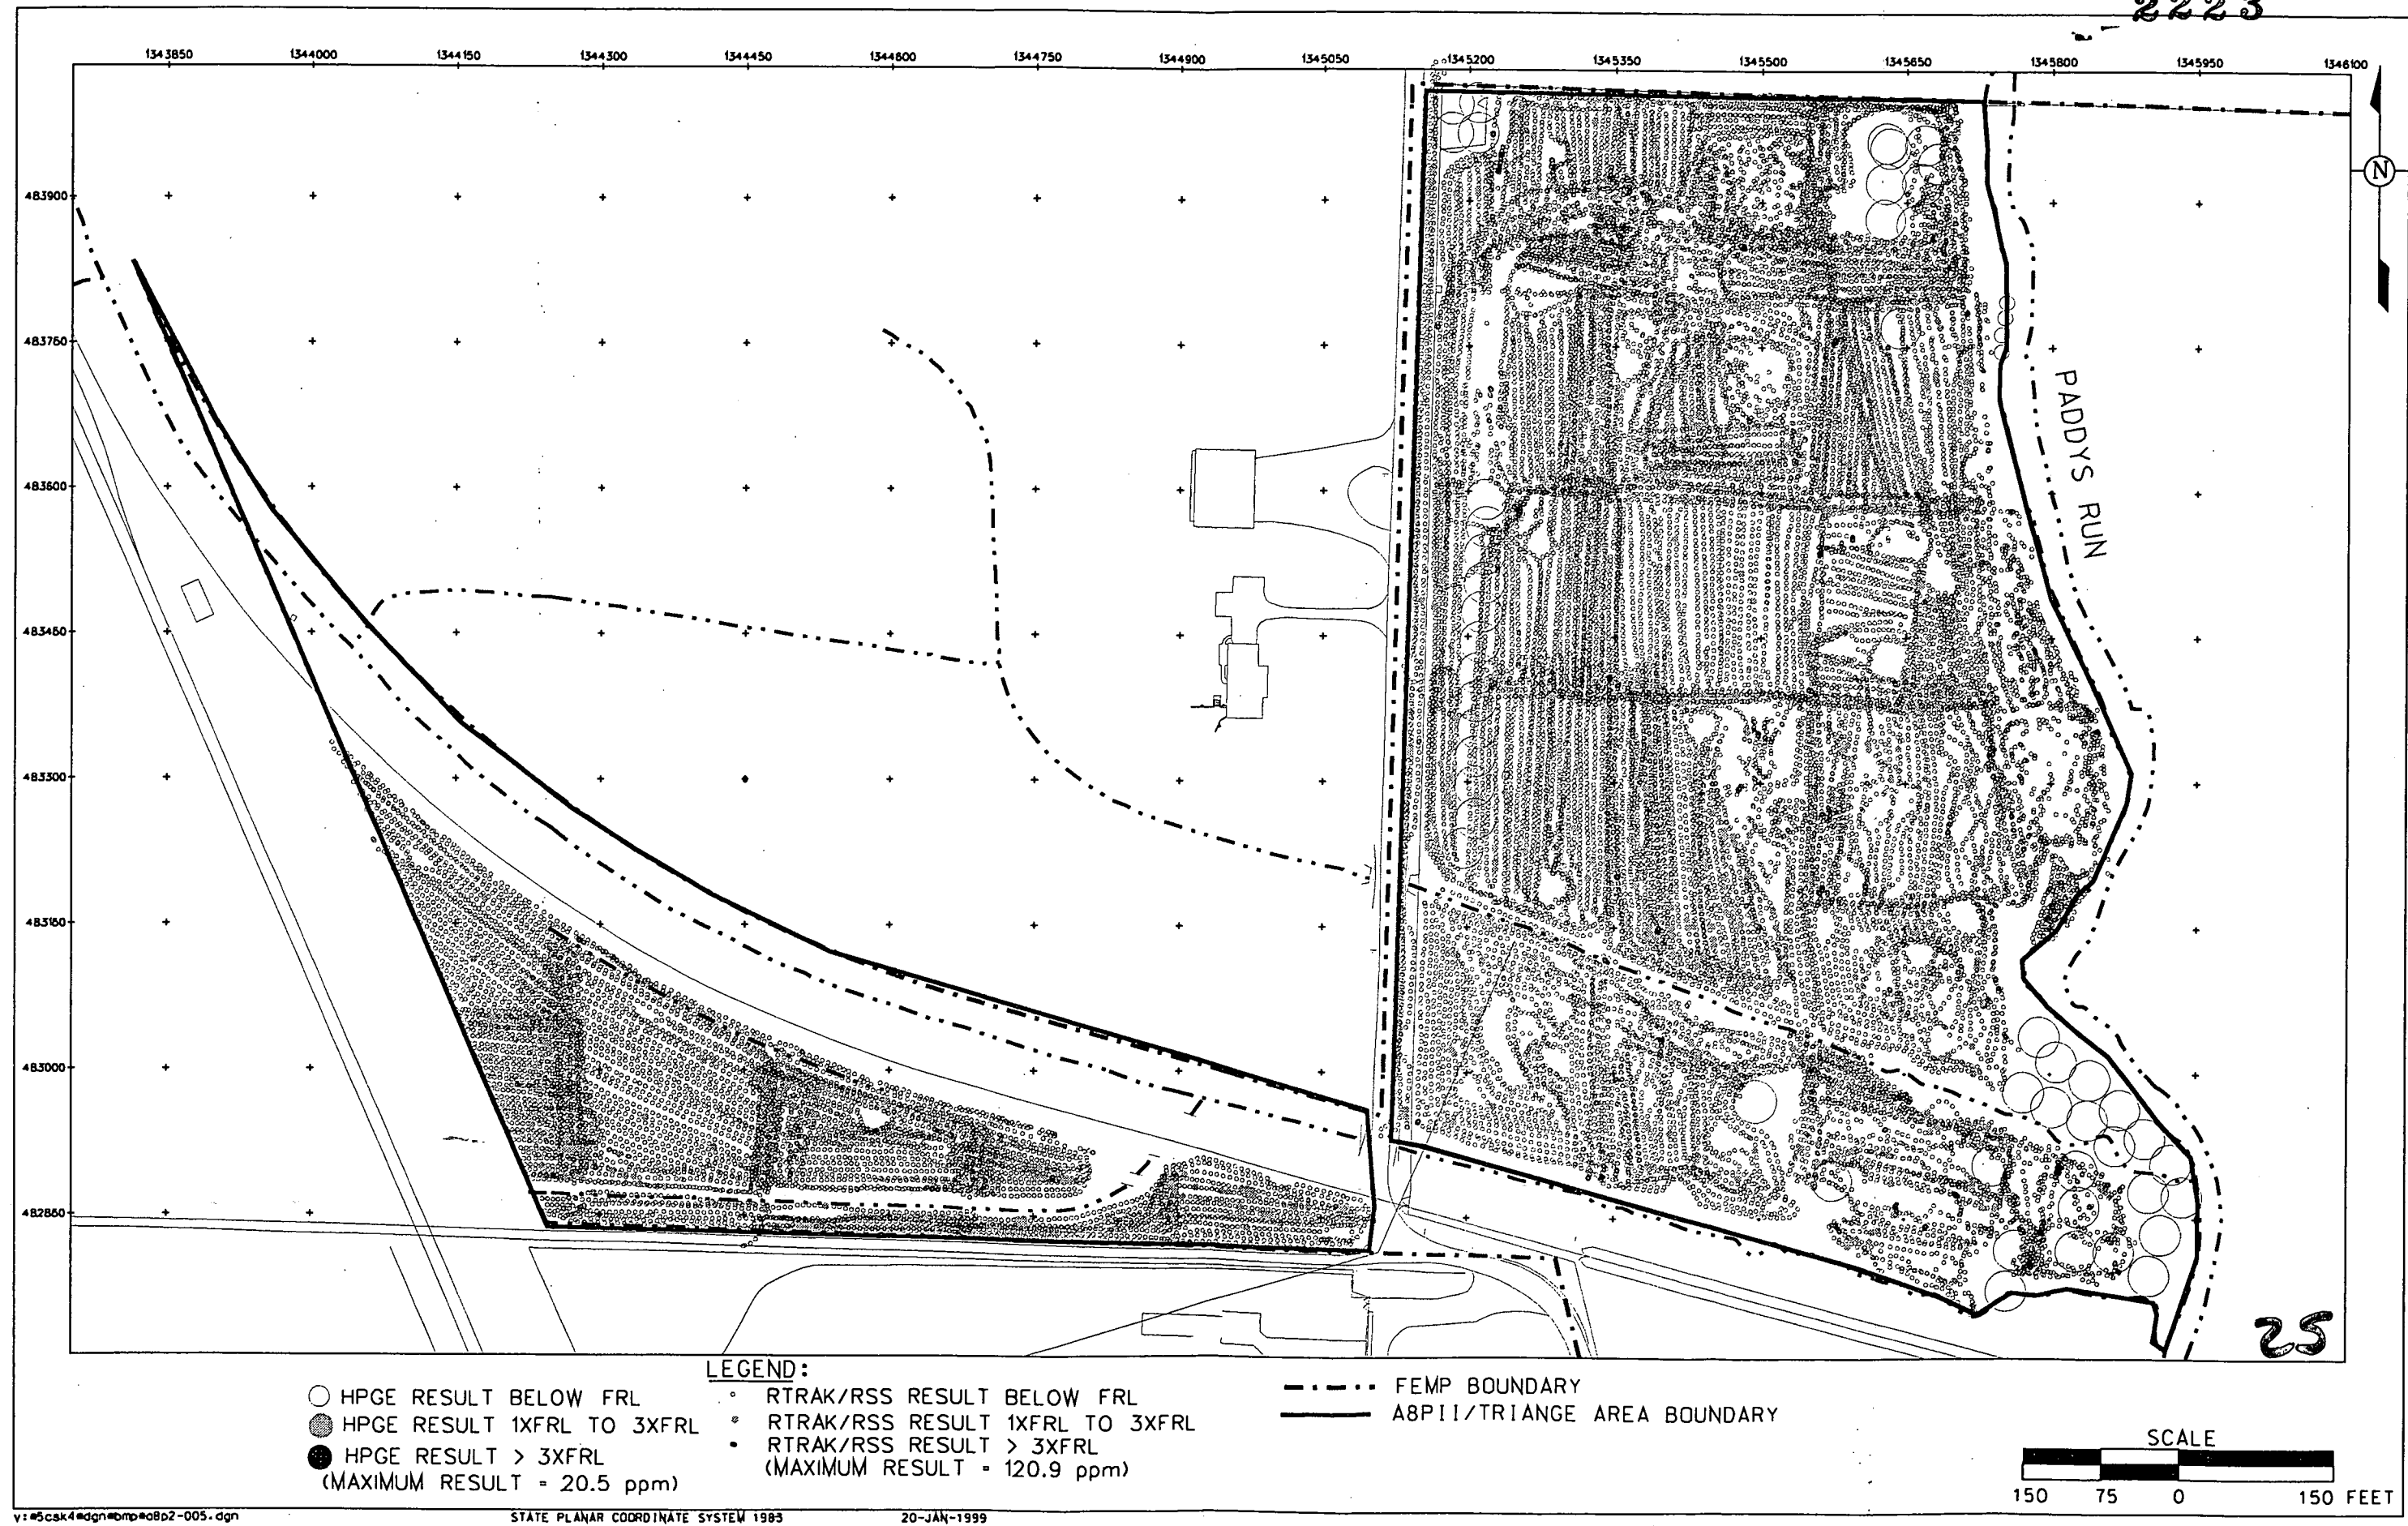 2223
1343850 1344000 1344150 1344300 1344450 1344600 1344750 1344900 1345050 1345200 1345350 1345500 1345650 1345800 1345950 1346100
N
483900
483750
483600
483450
483300
483150
483000
482850
PADDYS RUN
25
LEGEND:
HPGE RESULT BELOW FRL
HPGE RESULT 1XFRL TO 3XFRL
HPGE RESULT > 3XFRL
(MAXIMUM RESULT = 20.5 ppm)
RTRAK/RSS RESULT BELOW FRL
RTRAK/RSS RESULT 1XFRL TO 3XFRL
RTRAK/RSS RESULT > 3XFRL
(MAXIMUM RESULT = 120.9 ppm)
FEMP BOUNDARY
A8PII/TRIANGE AREA BOUNDARY
SCALE
150 75 0 150 FEET
STATE PLANAR COORDINATE SYSTEM 1983
20-JAN-1999